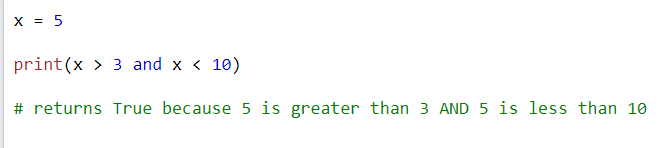 x = 5
print(x > 3 and x < 10)
# returns True because 5 is greater than 3 AND 5 is less than 10